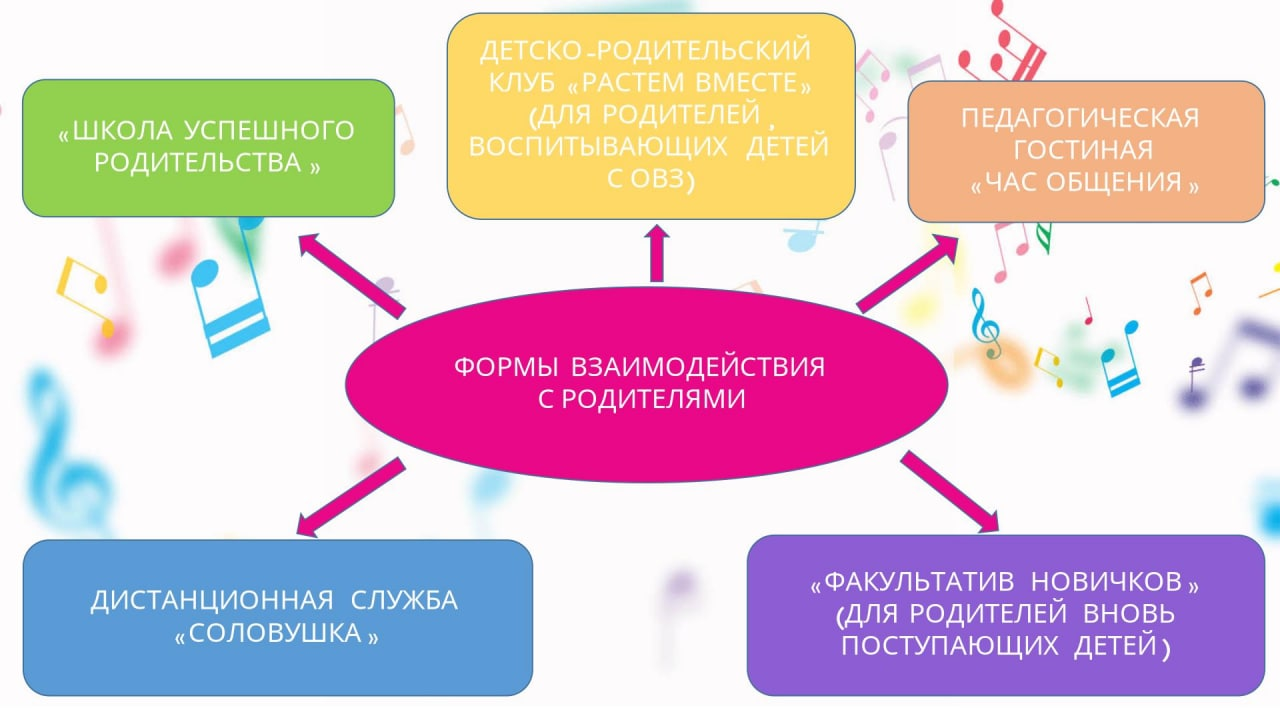 ДЕТСКО-РОДИТЕЛЬСКИЙ
КЛУБ «РАСТЕМ ВМЕСТЕ»
(ДЛЯ РОДИТЕЛЕЙ,
ВОСПИТЫВАЮЩИХ ДЕТЕЙ
С ОВЗ)
«ШКОЛА УСПЕШНОГО
РОДИТЕЛЬСТВА»
ПЕДАГОГИЧЕСКАЯ
ГОСТИНАЯ
«ЧАС ОБЩЕНИЯ»
ФОРМЫ ВЗАИМОДЕЙСТВИЯ
С РОДИТЕЛЯМИ
ДИСТАНЦИОННАЯ СЛУЖБА
«СОЛОВУШКА»
«ФАКУЛЬТАТИВ НОВИЧКОВ»
(ДЛЯ РОДИТЕЛЕЙ ВНОВЬ
ПОСТУПАЮЩИХ ДЕТЕЙ)